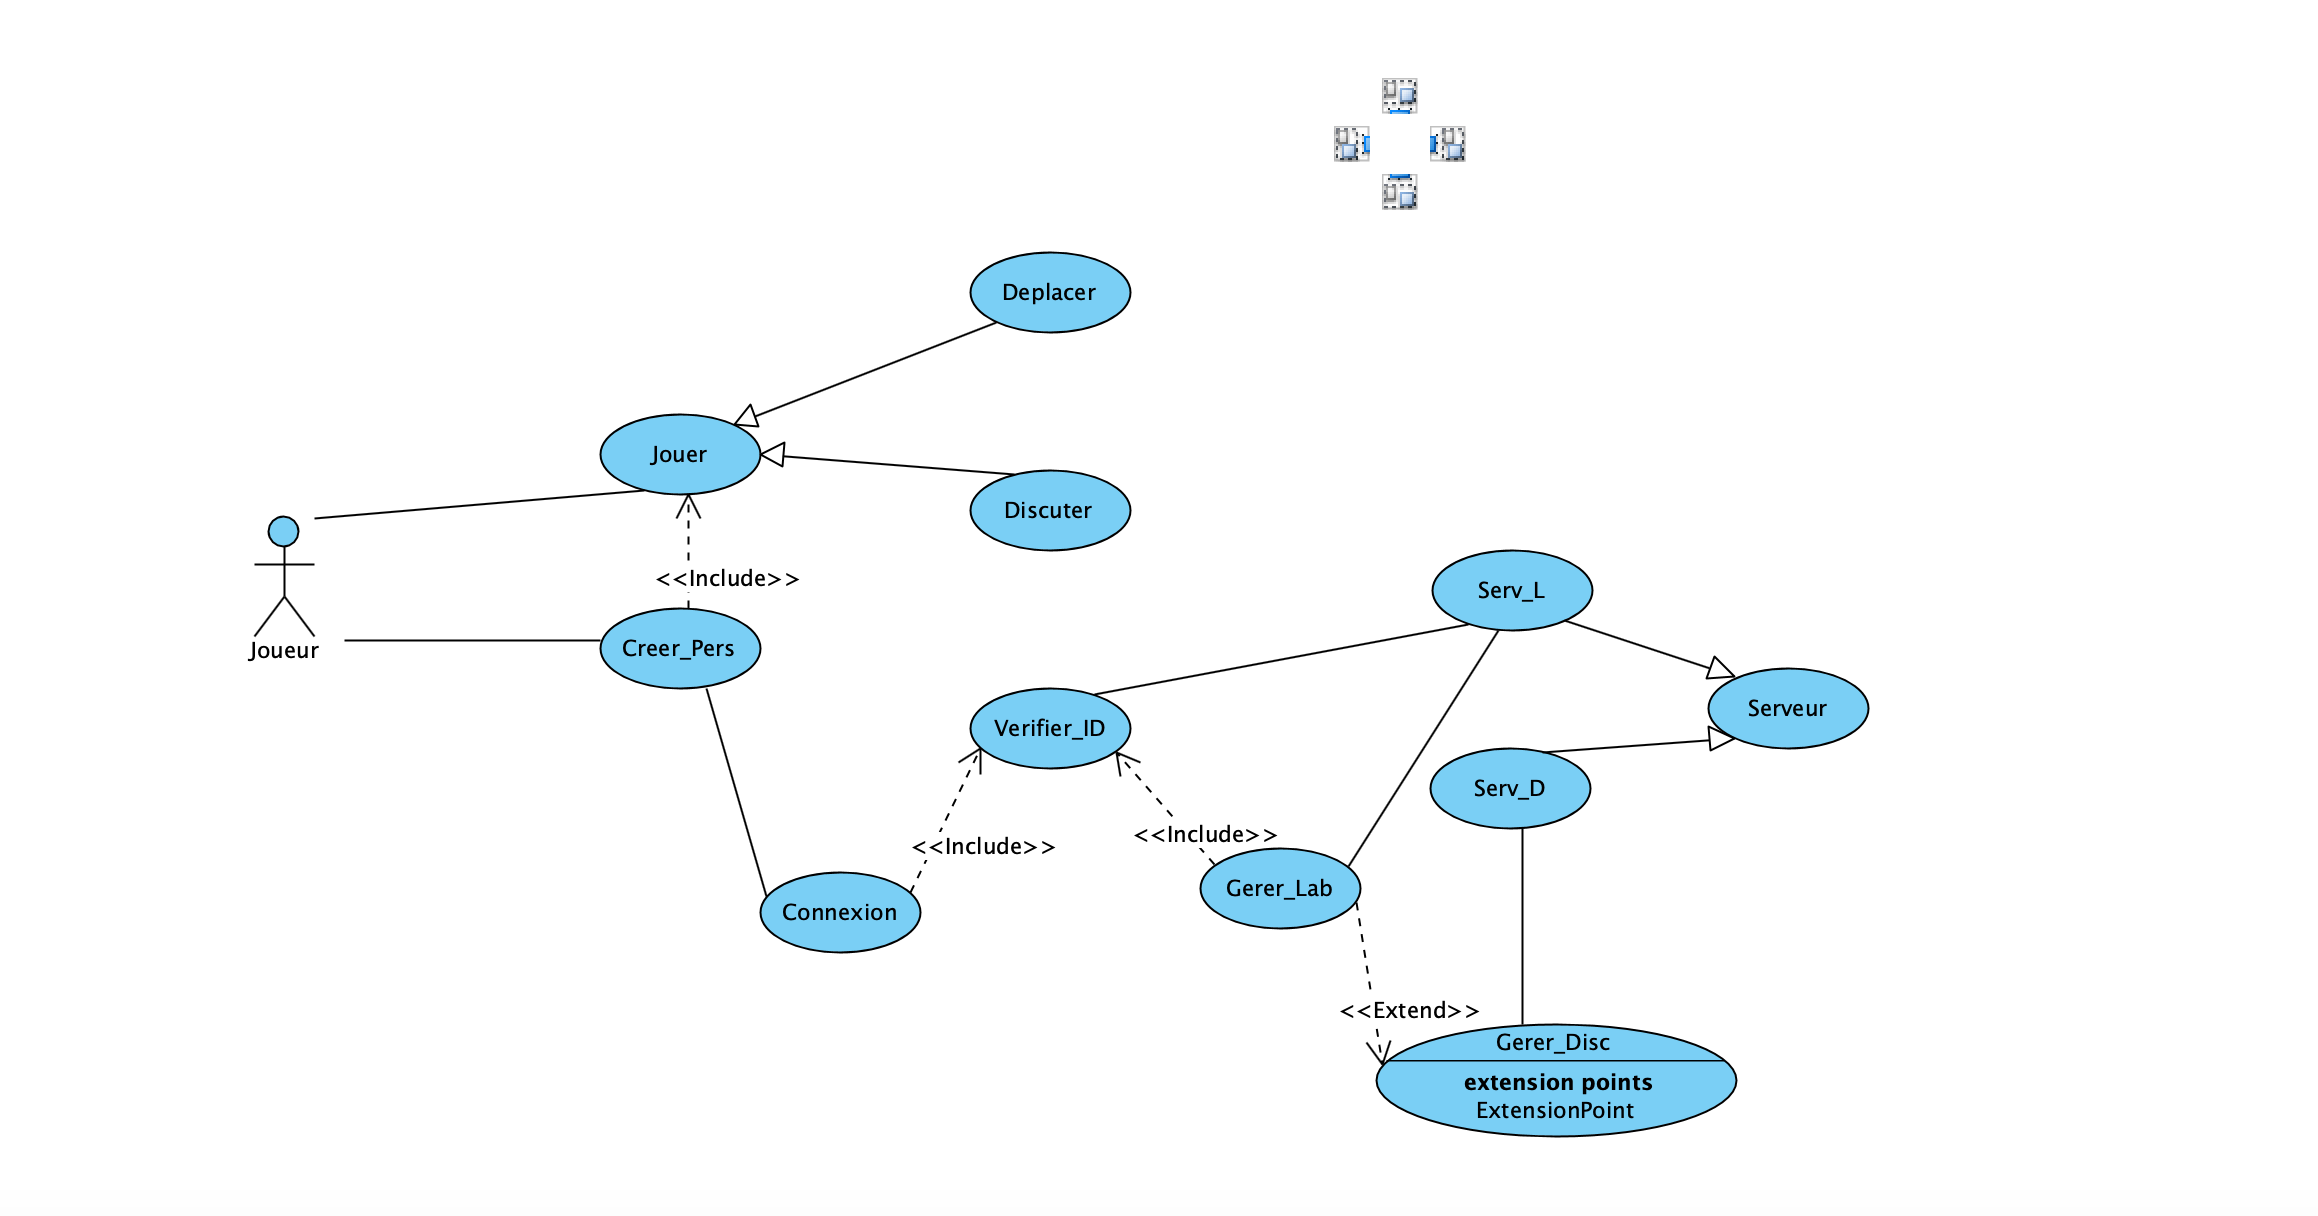 Deplacer
Jouer
Discuter
<<Include>>
Joueur
Creer_Pers
Serv_L
Verifier_ID
Serveur
Serv_D
<<Include>>
<<Include>>
Connexion
Gerer_Lab
<<Extend>>
Gerer_Disc
extension points
ExtensionPoint